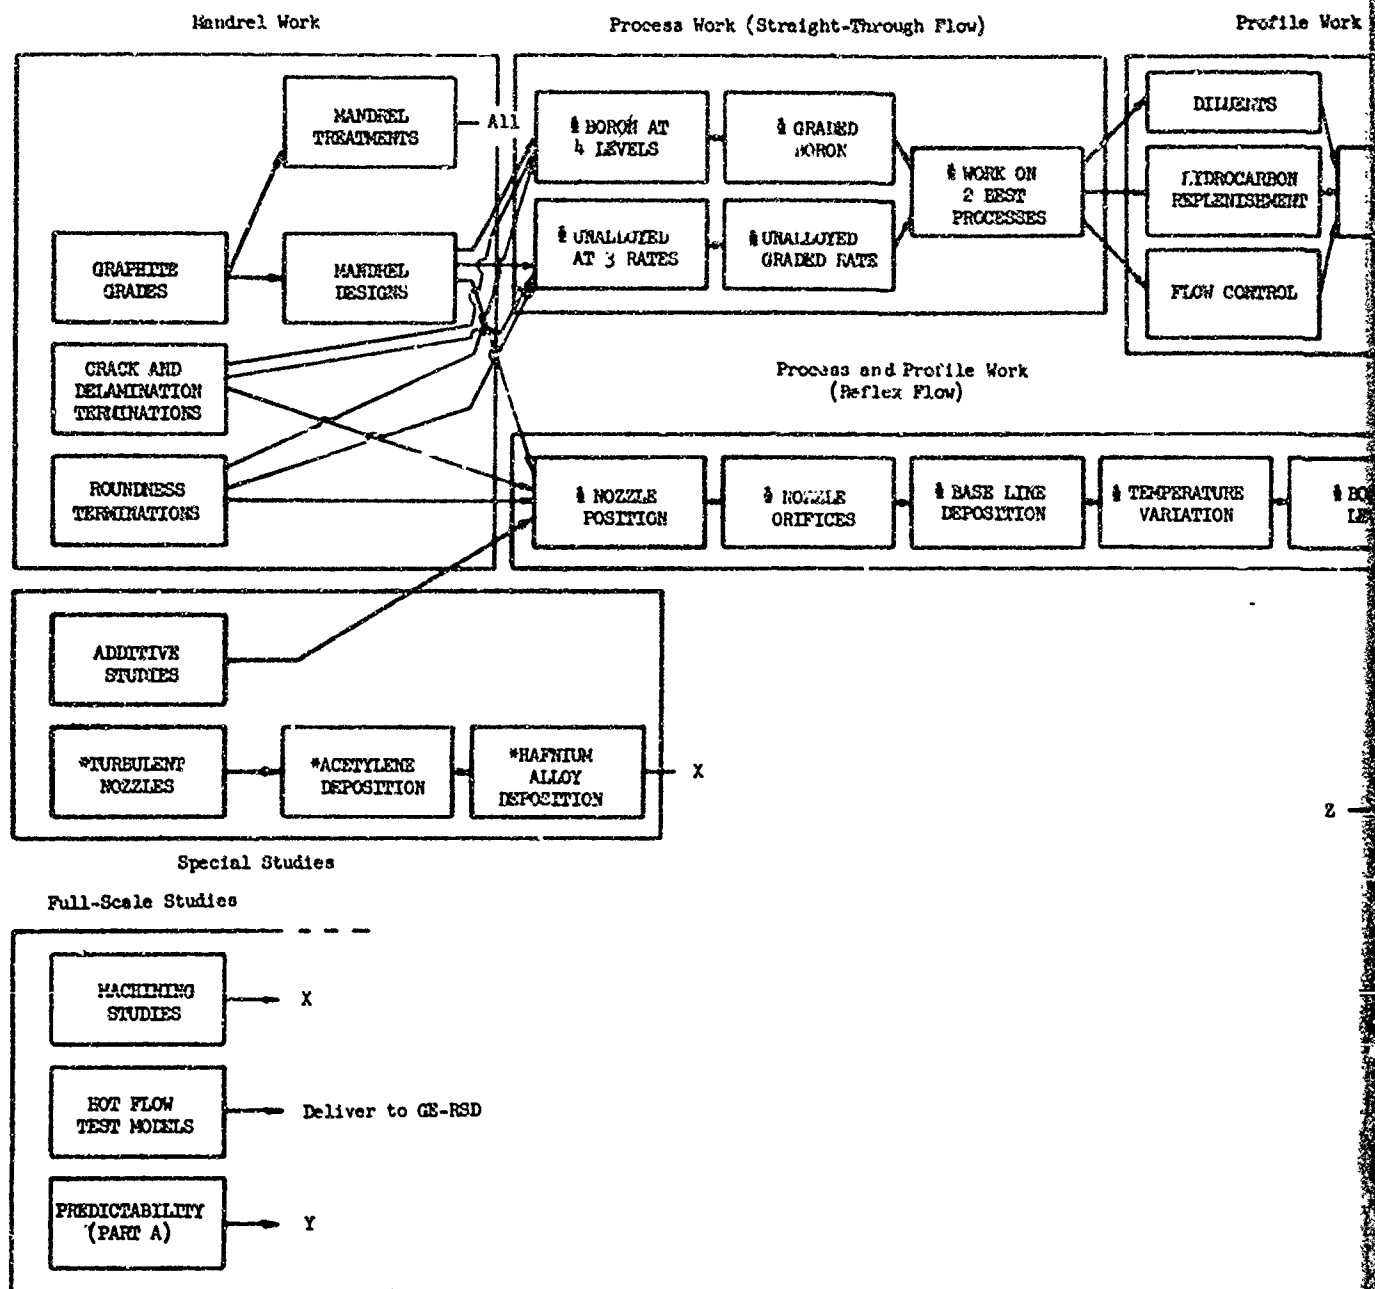 Mandrel Work
Process Work (Straight-Through Flow)
Profile Work
MANDREL
TREATMENTS
All
GRAPHITE
GRADES
MANDREL
DESIGNS
CRACK AND
DELAMINATION
TERMINATIONS
ROUNDNESS
TERMINATIONS
BORON AT
4 LEVELS
GRADED
BORON
UNALLOYED
AT 3 RATES
UNALLOYED
GRADED RATE
WORK ON
2 BEST
PROCESSES
DILUENTS
HYDROCARBON
REPLENISHMENT
FLOW CONTROL
Process and Profile Work
(Reflex Flow)
NOZZLE
POSITION
NOZZLE
ORIFICES
BASE LINE
DEPOSITION
TEMPERATURE
VARIATION
BO
LE
ADDITIVE
STUDIES
*TURBULENT
NOZZLES
*ACETYLENE
DEPOSITION
*HAFNIUM
ALLOY
DEPOSITION
X
Z
Special Studies
Full-Scale Studies
MACHINING
STUDIES
X
HOT FLOW
TEST MODELS
Deliver to GE-RSD
PREDICTABILITY
(PART A)
Y